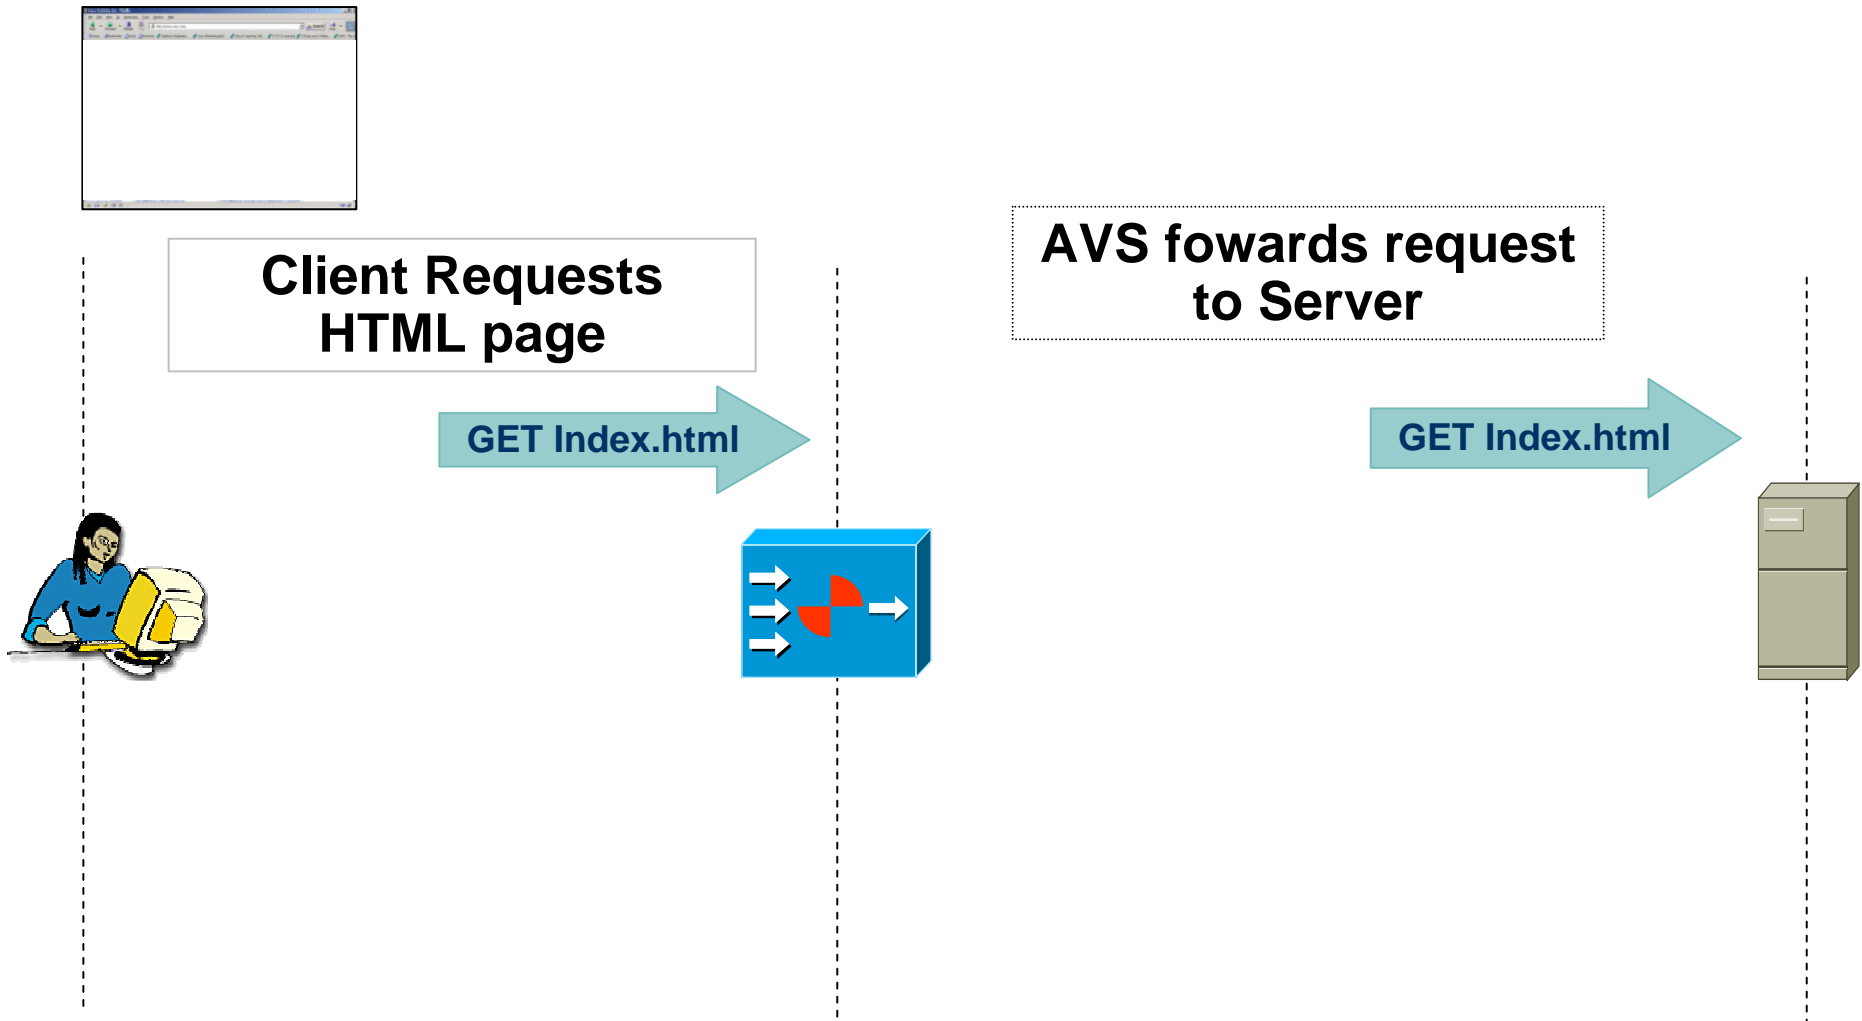 Client Requests
HTML page
AVS fowards request
to Server
GET Index.html
GET Index.html